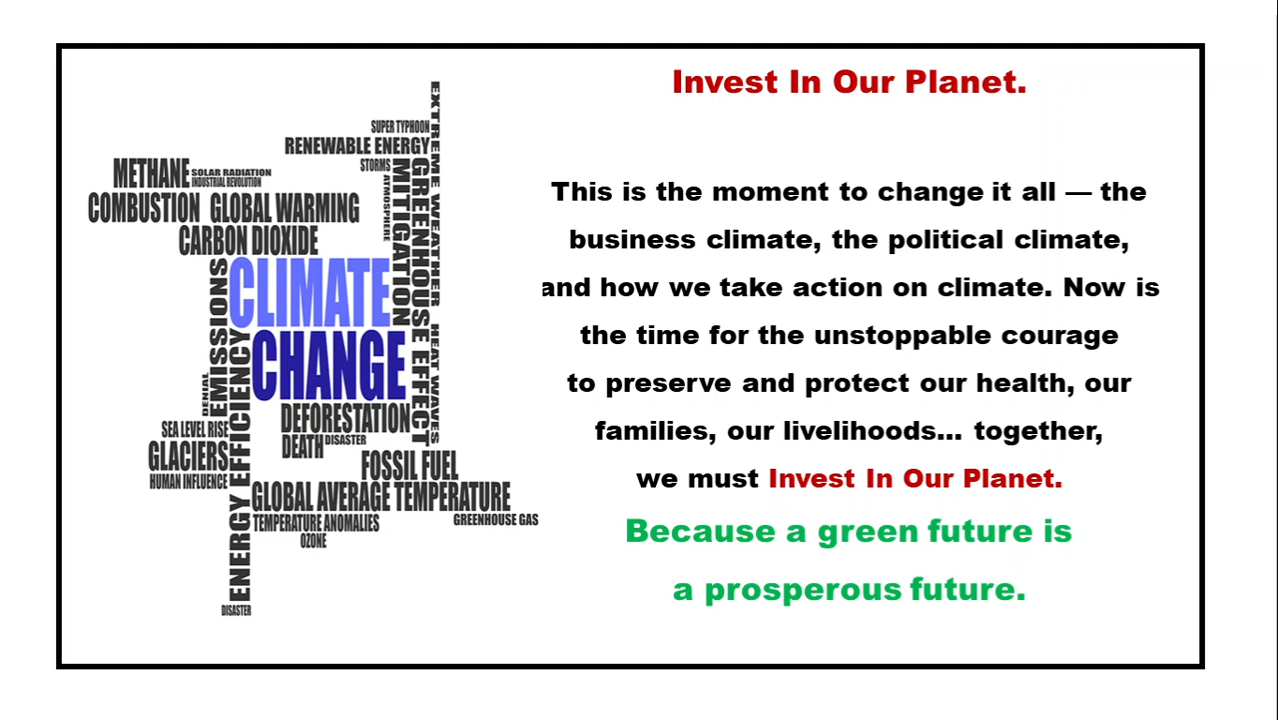 Invest In Our Planet.
This is the moment to change it all — the
business climate, the political climate,
and how we take action on climate. Now is
the time for the unstoppable courage
to preserve and protect our health, our
families, our livelihoods... together,
we must Invest In Our Planet.
Because a green future is
a prosperous future.
EXTREME WEATHER
SUPER TYPHOON
RENEWABLE ENERGY
STORMS
METHANE
SOLAR RADIATION
INDUSTRIAL REVOLUTION
ATMOSPHERE
MITIGATION
GREENHOUSE EFFECT
COMBUSTION
GLOBAL WARMING
CARBON DIOXIDE
CLIMATE
CHANGE
EMISSIONS
HEAT WAVES
ENERGY EFFICIENCY
DENIAL
DEFORESTATION
DEATH
DISASTER
SEA LEVEL RISE
GLACIERS
HUMAN INFLUENCE
FOSSIL FUEL
GLOBAL AVERAGE TEMPERATURE
TEMPERATURE ANOMALIES
GREENHOUSE GAS
OZONE
DISASTER